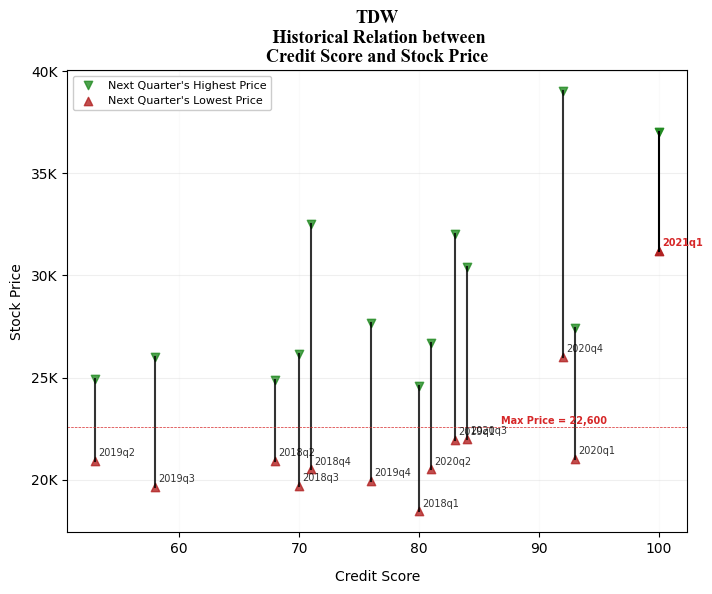 TDW
Historical Relation between
Credit Score and Stock Price
Next Quarter's Highest Price
Next Quarter's Lowest Price
40K
35K
30K
25K
20K
Stock Price
2021q1
2020q4
Max Price = 22,600
2020q3
2019q2
2018q2
2018q4
2020q2
2020q1
2019q3
2018q3
2019q4
2018q1
60
70
80
90
100
Credit Score